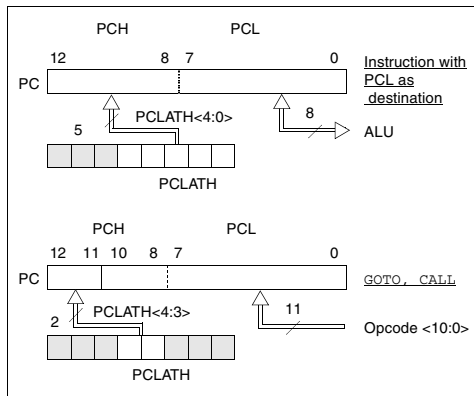 PCH PCL
12 8 7 0
Instruction with
PCL as
destination
PC
8
ALU
5 PCLATH<4:0>
PCLATH
PCH PCL
12 11 10 8 7 0
PC
GOTO, CALL
2 PCLATH<4:3> 11
Opcode <10:0>
PCLATH